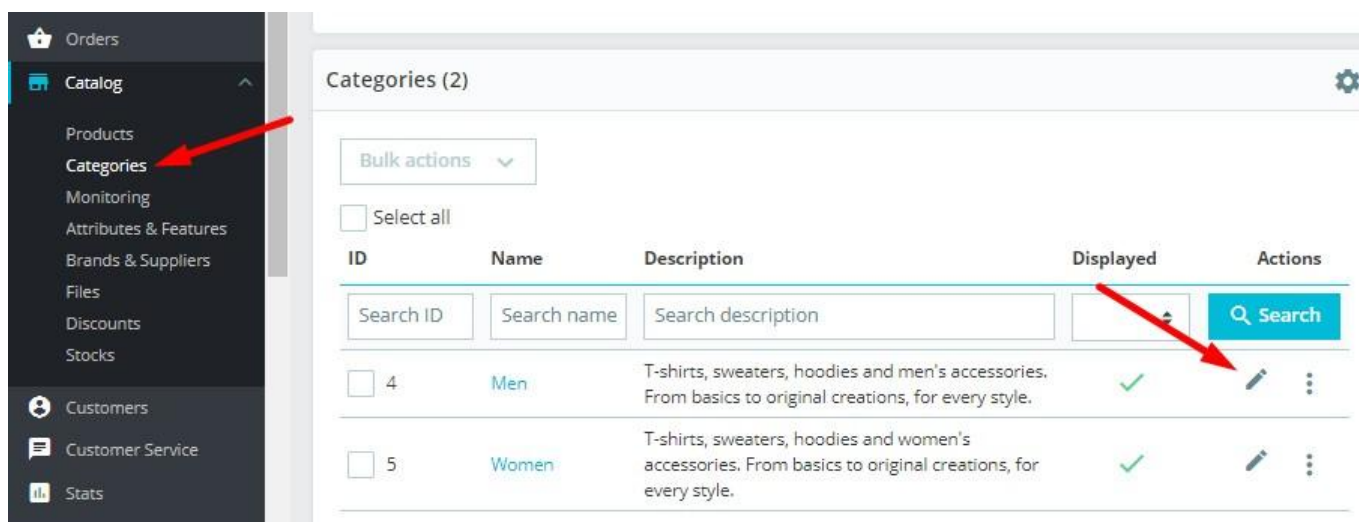 Orders
Catalog
Products
Categories
Monitoring
Attributes & Features
Brands & Suppliers
Files
Discounts
Stocks
Customers
Customer Service
Stats
Categories (2)
Bulk actions
Select all
ID Name Description Displayed Actions
Search ID Search name Search description Search
4 Men T-shirts, sweaters, hoodies and men's accessories.
From basics to original creations, for every style.
5 Women T-shirts, sweaters, hoodies and women's
accessories. From basics to original creations, for
every style.